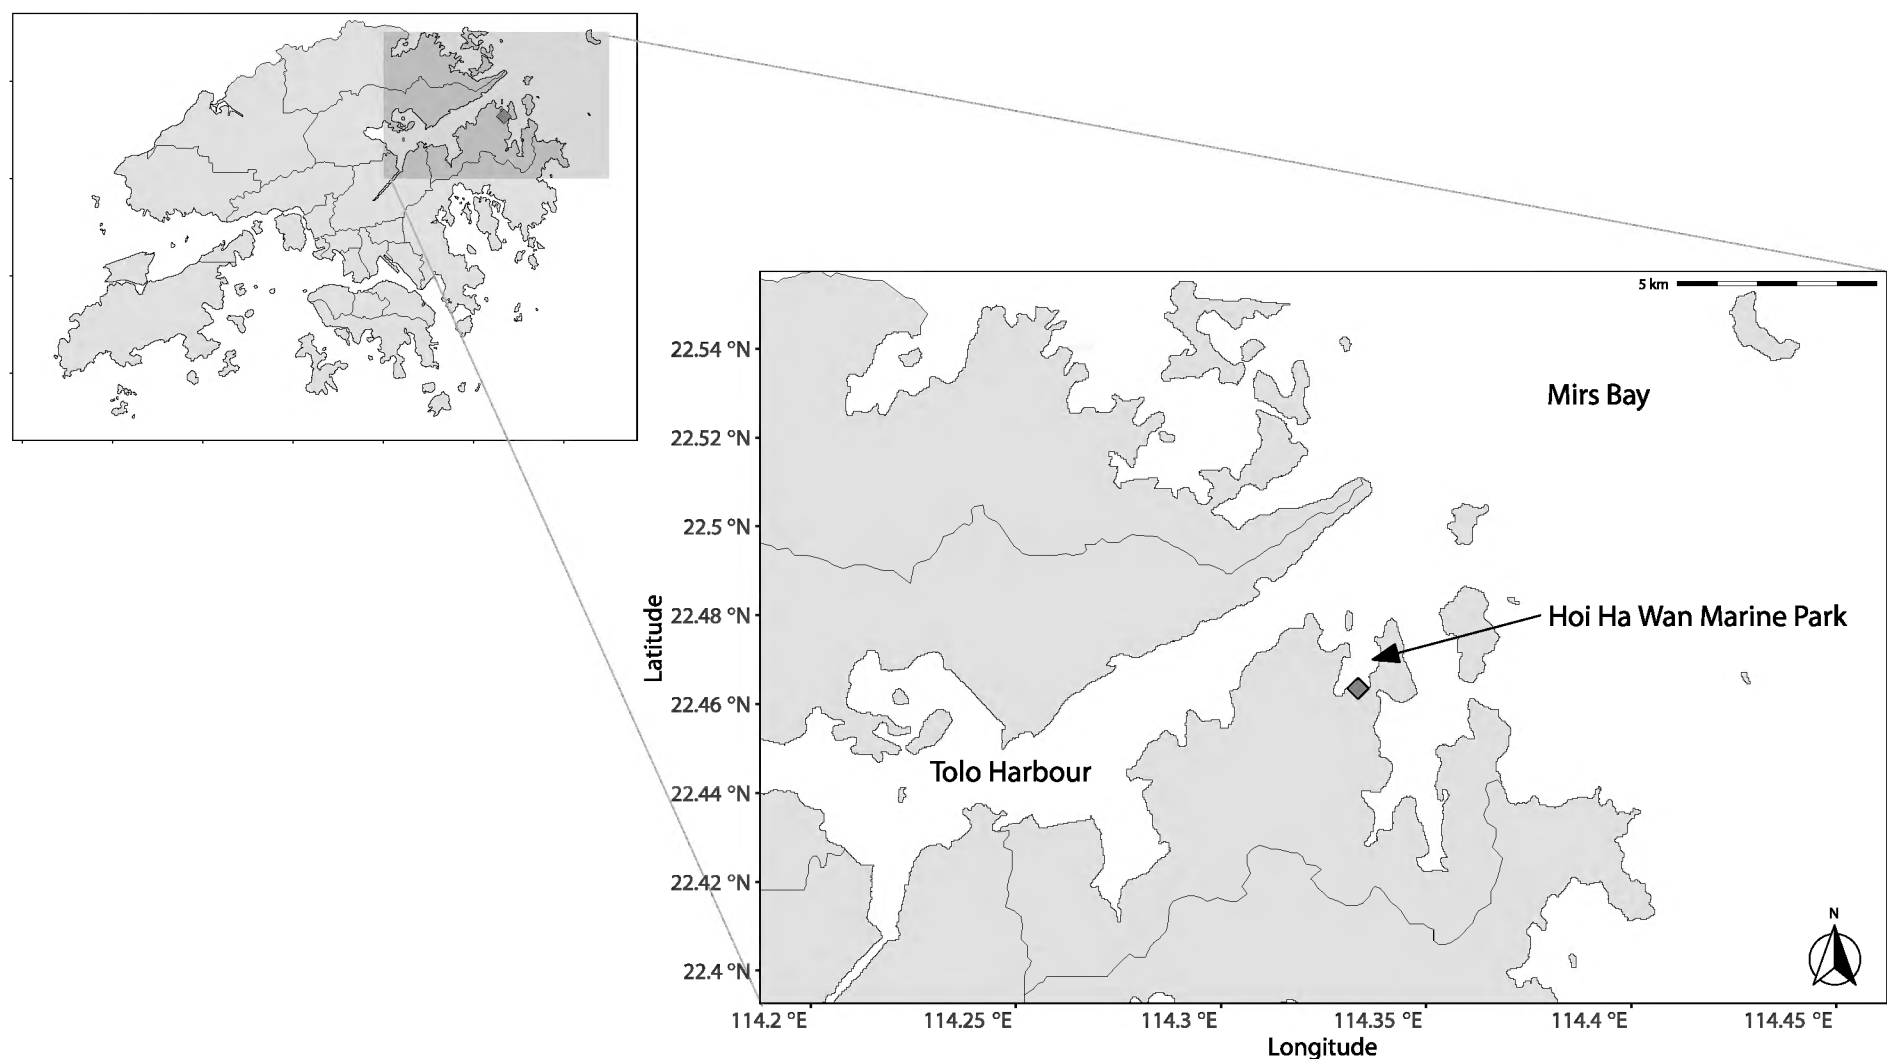 5 km
22.54 °N
Mirs Bay
22.52 °N
22.5 °N
22.48 °N
Hoi Ha Wan Marine Park
Latitude
22.46 °N
Tolo Harbour
22.44 °N
22.42 °N
N
22.4 °N
114.2 °E 114.25 °E 114.3 °E 114.35 °E 114.4 °E 114.45 °E
Longitude